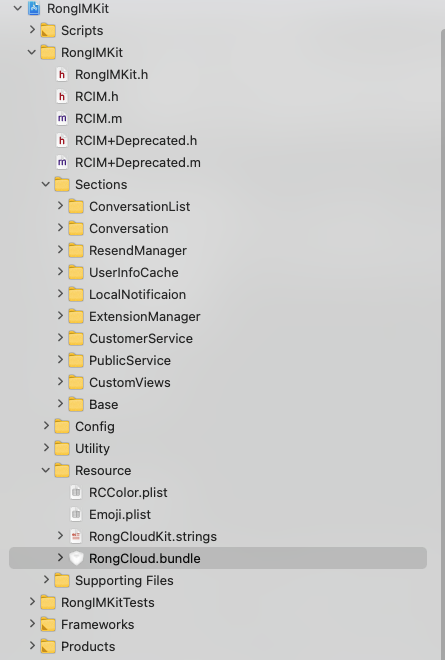 RongIMKit
Scripts
RongIMKit
RongIMKit.h
RCIM.h
RCIM.m
RCIM+Deprecated.h
RCIM+Deprecated.m
Sections
ConversationList
Conversation
ResendManager
UserInfoCache
LocalNotificaion
ExtensionManager
CustomerService
PublicService
CustomViews
Base
Config
Utility
Resource
RCColor.plist
Emoji.plist
RongCloudKit.strings
RongCloud.bundle
Supporting Files
RongIMKitTests
Frameworks
Products